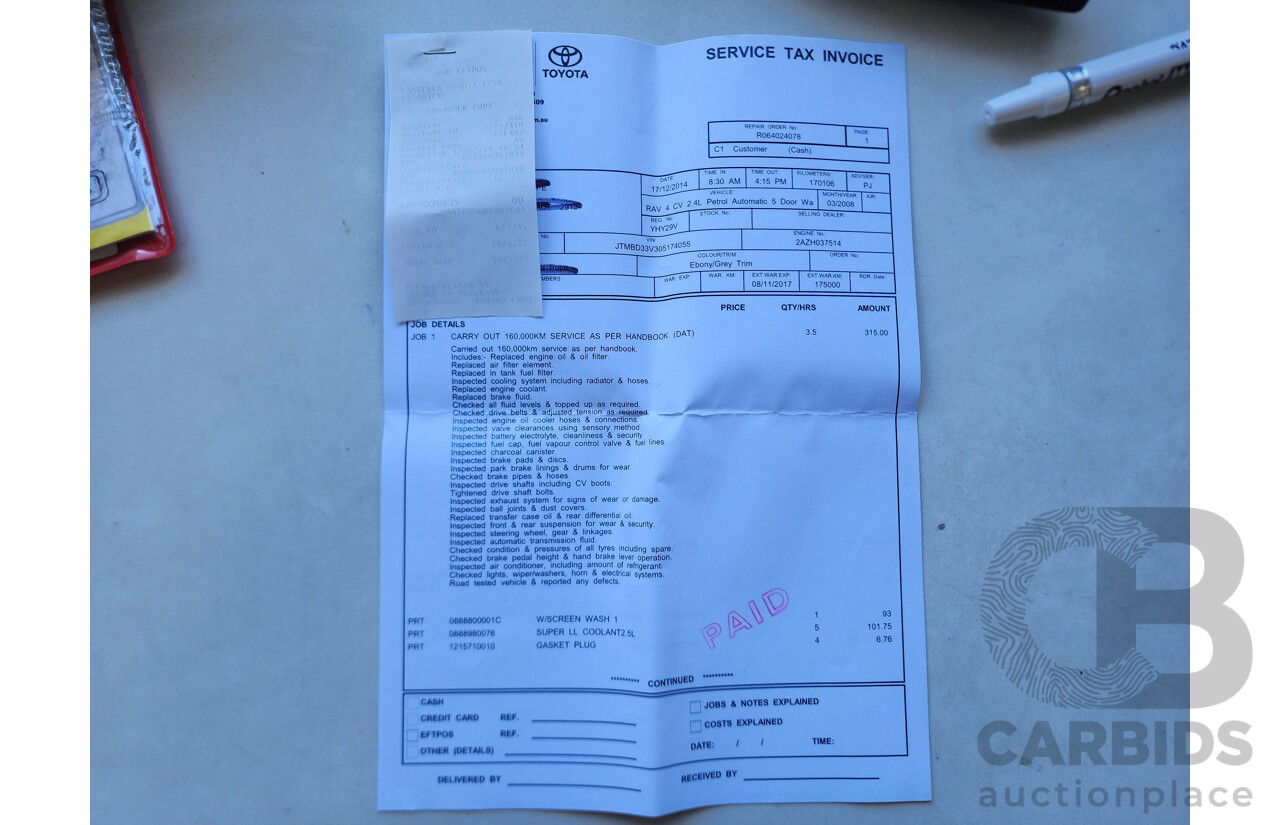 TOYOTA
SERVICE TAX INVOICE
CUSTOMER COPY
APPROVED 00
REPAIR ORDER No:
R064024078
PAGE:
1
C1 Customer (Cash)
DATE:
17/12/2014
TIME IN:
8:30 AM
TIME OUT:
4:15 PM
KILOMETERS:
170106
ADVISER:
PJ
VEHICLE:
RAV 4 CV 2.4L Petrol Automatic 5 Door Wa
MONTH/YEAR
03/2008
AIR:
REG. No:
YHY29V
STOCK No:
SELLING DEALER:
VIN:
JTMBD33V305174055
ENGINE No:
2AZH037514
COLOUR/TRIM
Ebony/Grey Trim
ORDER No:
WAR. EXP:
WAR. KM:
EXT.WAR.EXP:
08/11/2017
EXT.WAR.KM:
175000
RDR Date:
PRICE QTY/HRS AMOUNT
JOB DETAILS
JOB 1 CARRY OUT 160,000KM SERVICE AS PER HANDBOOK (DAT) 3.5 315.00
Carried out 160,000km service as per handbook.
Includes:- Replaced engine oil & oil filter.
Replaced air filter element.
Replaced in tank fuel filter.
Inspected cooling system including radiator & hoses.
Replaced engine coolant.
Replaced brake fluid.
Checked all fluid levels & topped up as required.
Checked drive belts & adjusted tension as required.
Inspected engine oil cooler hoses & connections.
Inspected valve clearances using sensory method.
Inspected battery electrolyte, cleanliness & security
Inspected fuel cap, fuel vapour control valve & fuel lines.
Inspected charcoal canister.
Inspected brake pads & discs.
Inspected park brake linings & drums for wear.
Checked brake pipes & hoses
Inspected drive shafts including CV boots.
Tightened drive shaft bolts.
Inspected exhaust system for signs of wear or damage.
Inspected ball joints & dust covers.
Replaced transfer case oil & rear differential oil.
Inspected front & rear suspension for wear & security.
Inspected steering wheel, gear & linkages.
Inspected automatic transmission fluid.
Checked condition & pressures of all tyres including spare.
Checked brake pedal height & hand brake lever operation.
Inspected air conditioner, including amount of refrigerant.
Checked lights, wiper/washers, horn & electrical systems.
Road tested vehicle & reported any defects.
PAID
PRT 0888800001C W/SCREEN WASH 1 1 .93
PRT 0888980076 SUPER LL COOLANT2.5L 5 101.75
PRT 1215710010 GASKET PLUG 4 6.76
********** CONTINUED **********
CASH
CREDIT CARD REF.
EFTPOS REF.
OTHER (DETAILS)
JOBS & NOTES EXPLAINED
COSTS EXPLAINED
DATE: / / TIME:
DELIVERED BY
RECEIVED BY
CB
CARBIDS
auctionplace